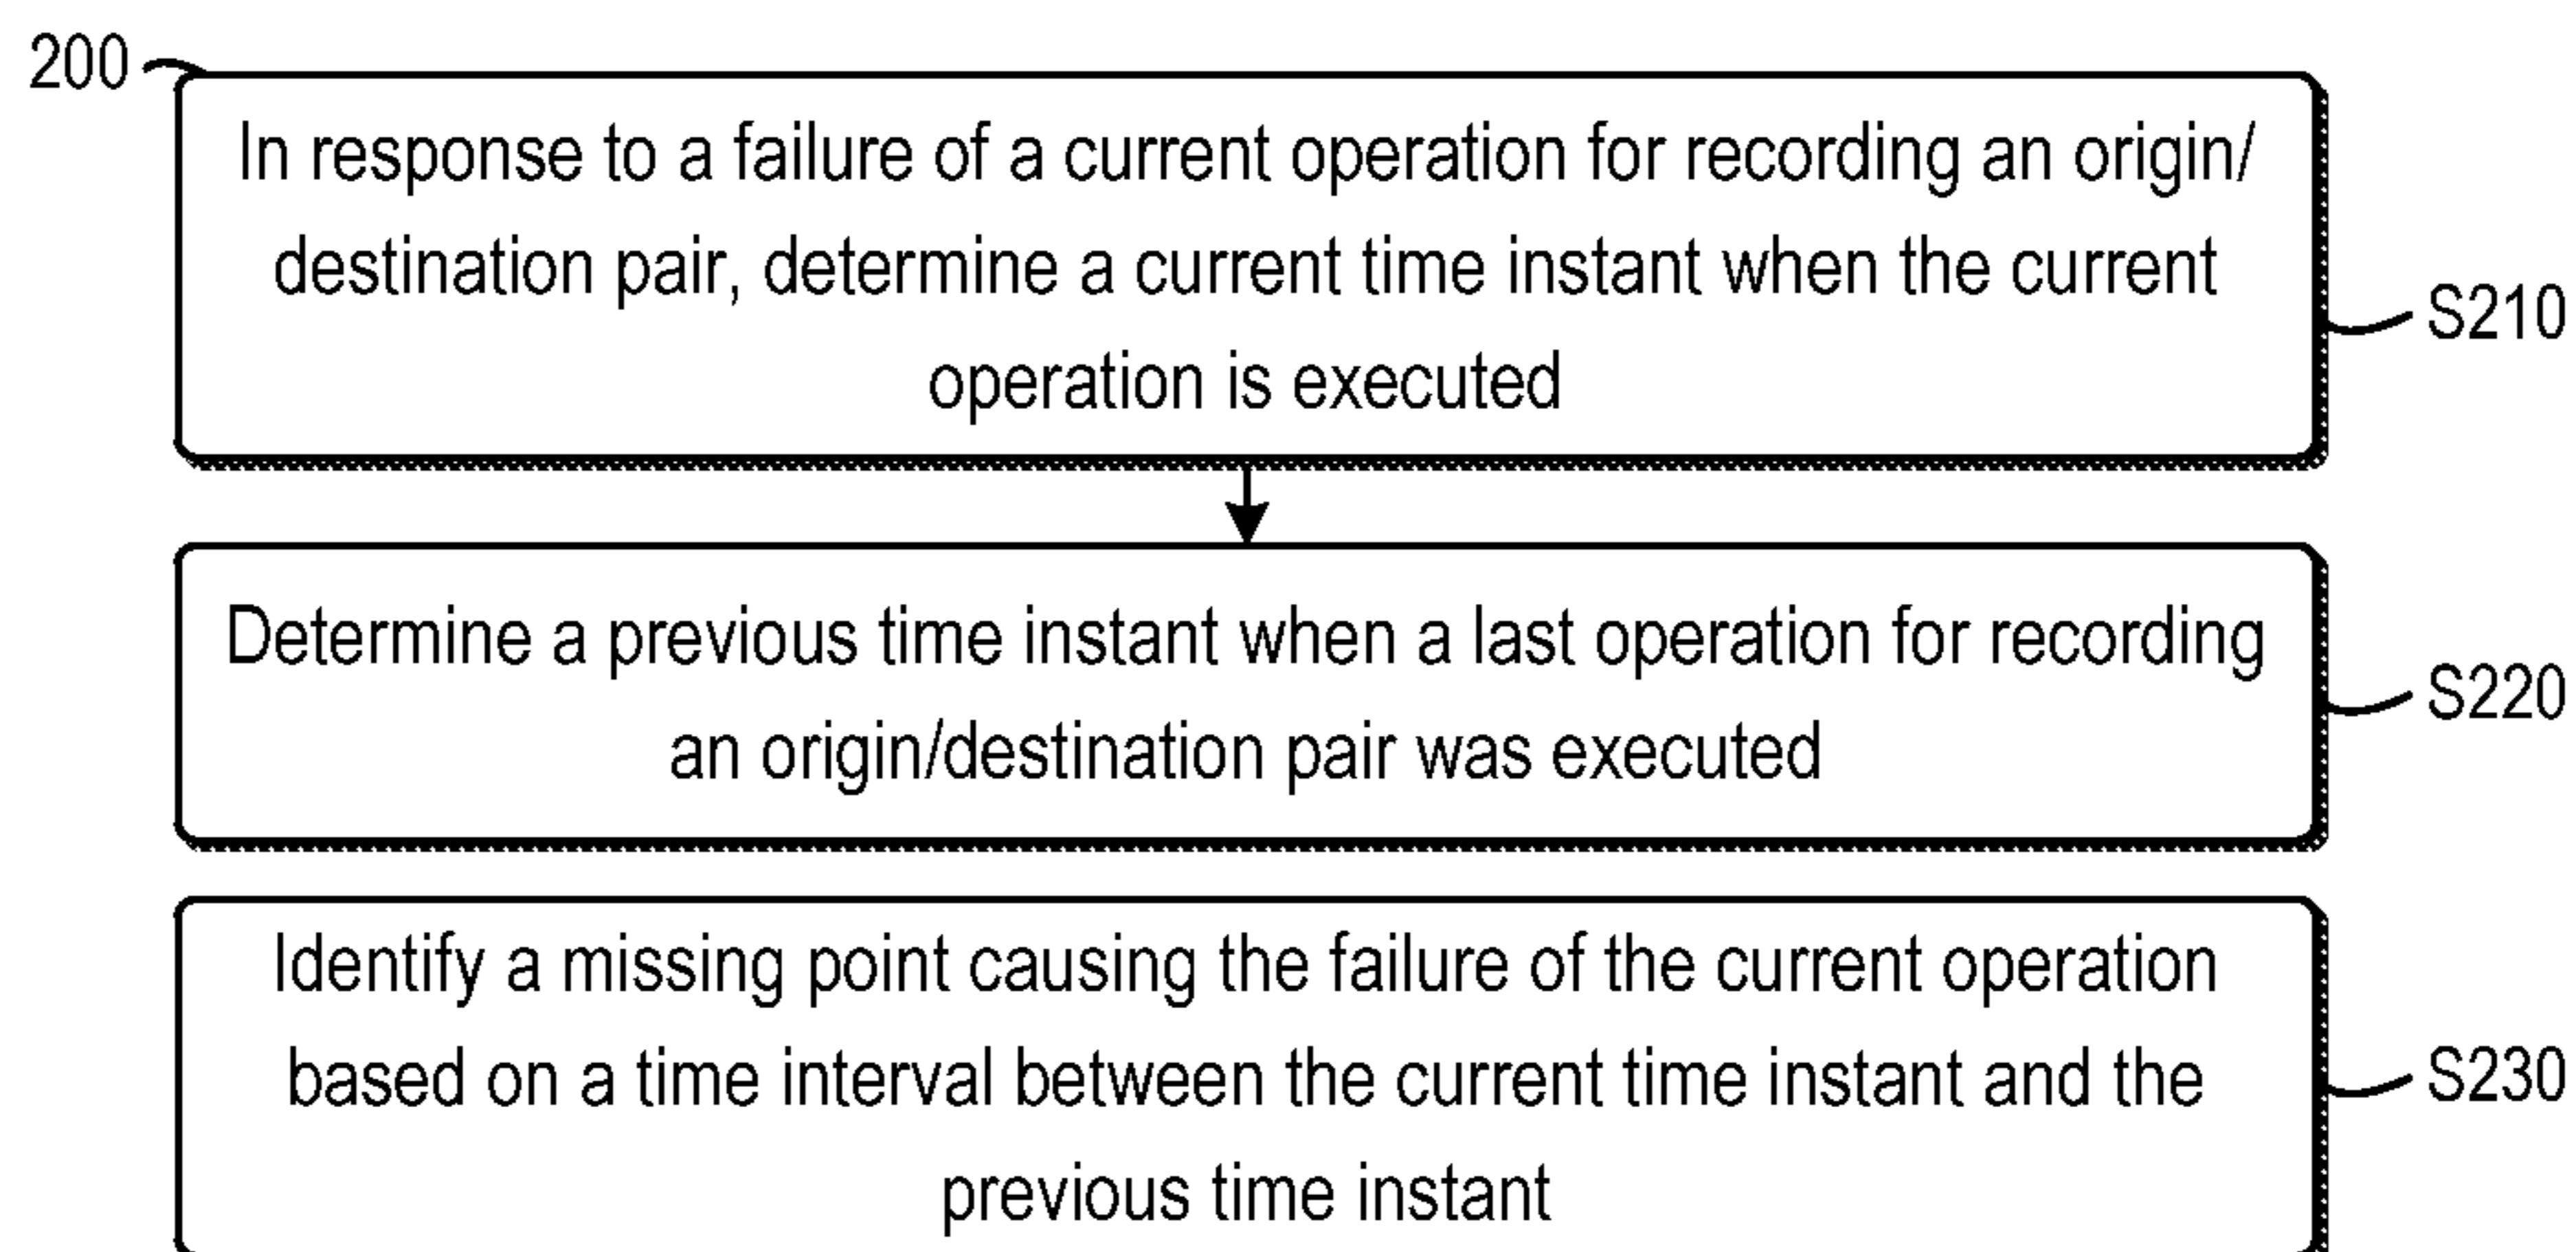 200
In response to a failure of a current operation for recording an origin/
destination pair, determine a current time instant when the current
operation is executed
S210
Determine a previous time instant when a last operation for recording
an origin/destination pair was executed
S220
Identify a missing point causing the failure of the current operation
based on a time interval between the current time instant and the
previous time instant
S230